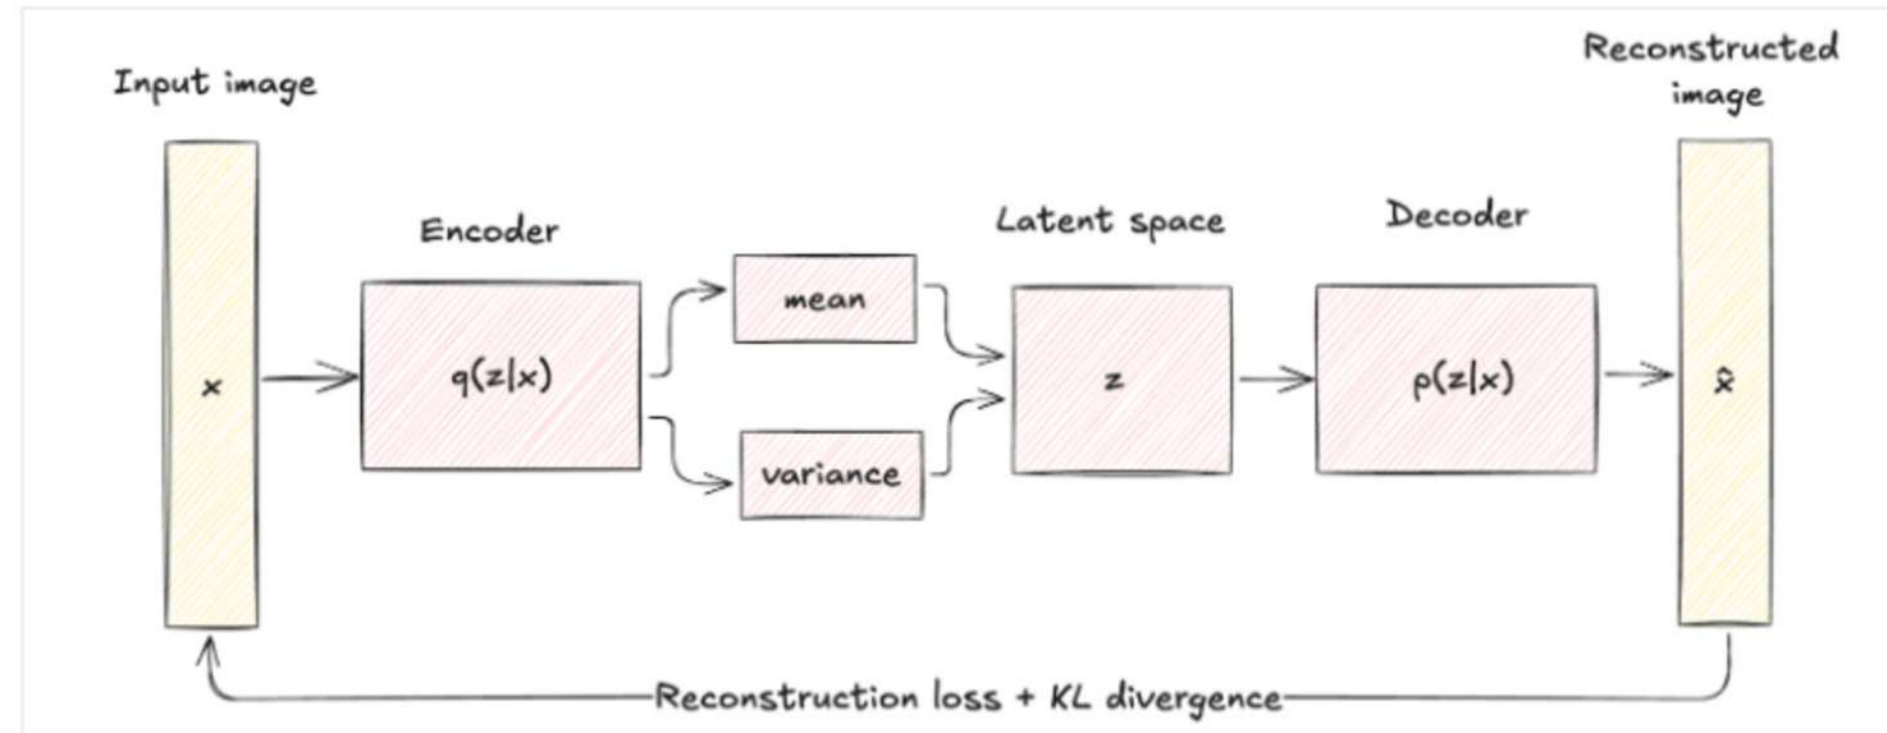 Input image
Reconstructed
image
Encoder
Latent space
Decoder
mean
x
q(z|x)
z
p(z|x)
x̂
variance
Reconstruction loss + KL divergence